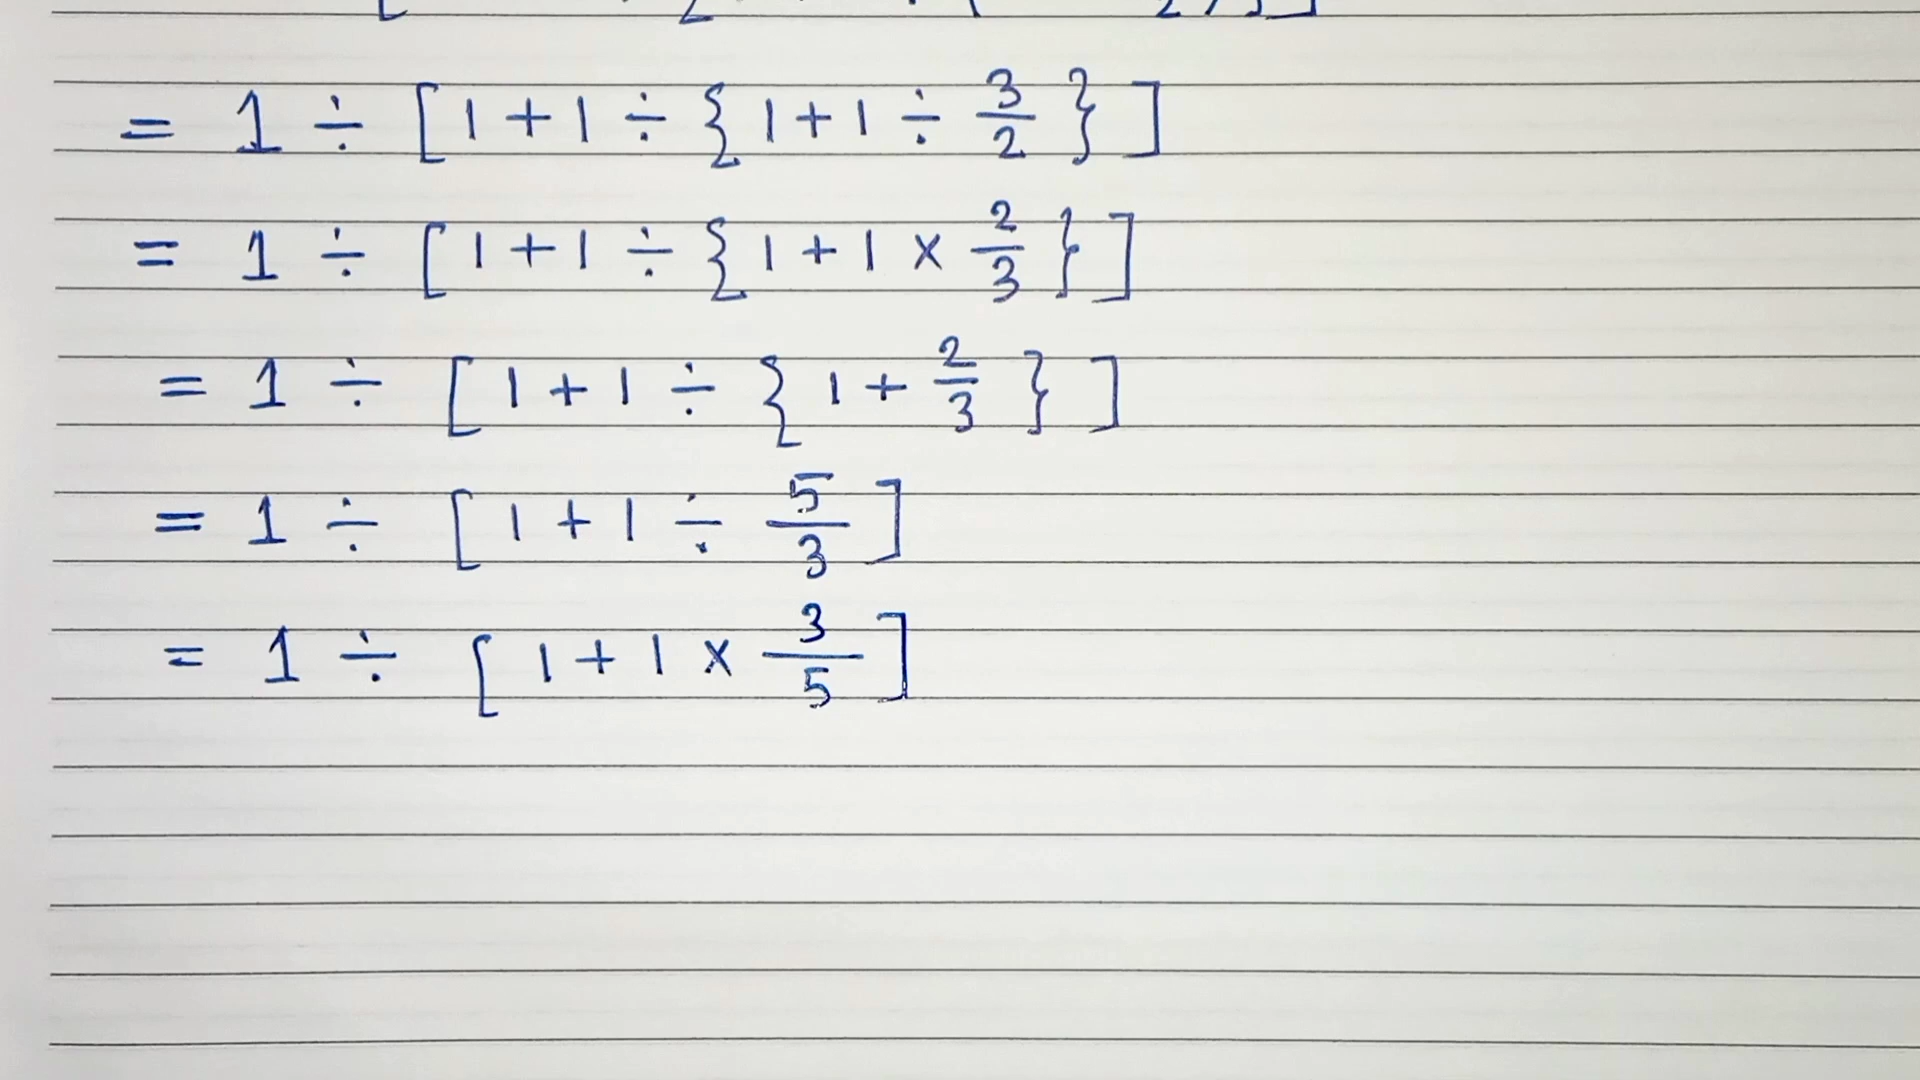 = 1 ÷ [ 1 + 1 ÷ { 1 + 1 ÷ 3/2 } ]
= 1 ÷ [ 1 + 1 ÷ { 1 + 1 × 2/3 } ]
= 1 ÷ [ 1 + 1 ÷ { 1 + 2/3 } ]
= 1 ÷ [ 1 + 1 ÷ 5/3 ]
= 1 ÷ [ 1 + 1 × 3/5 ]